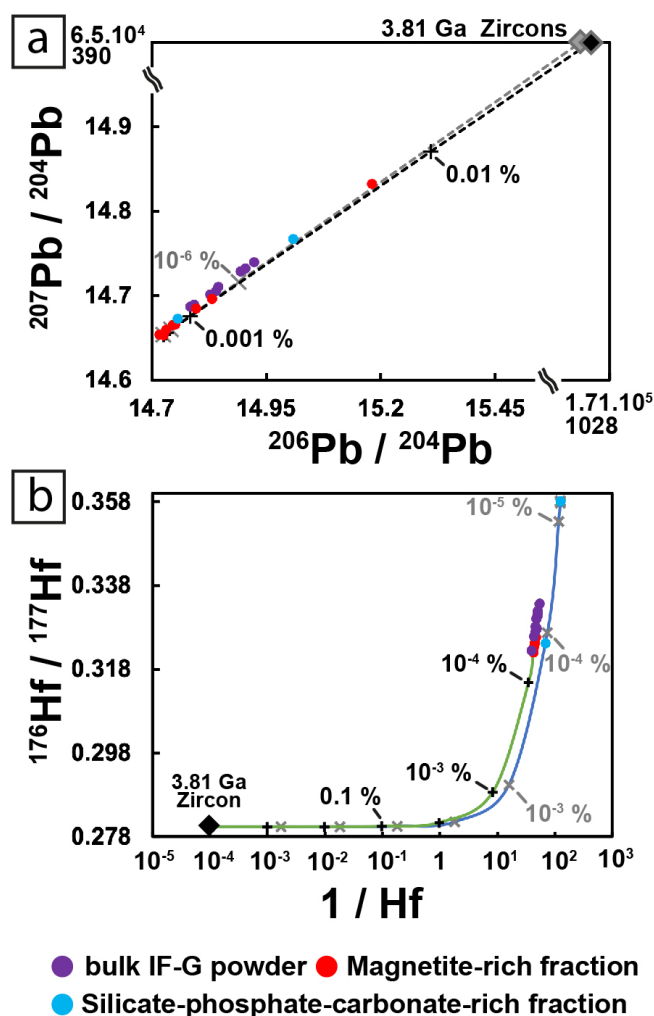 a
6.5.10⁴
390
3.81 Ga Zircons
14.9
14.8
14.7
14.6
0.01 %
10⁻⁶ %
0.001 %
²⁰⁷Pb / ²⁰⁴Pb
14.7
14.95
15.2
15.45
1.71.10⁵
1028
²⁰⁶Pb / ²⁰⁴Pb
b
0.358
0.338
0.318
0.298
0.278
¹⁷⁶Hf / ¹⁷⁷Hf
10⁻⁵ %
10⁻⁴ %
10⁻⁴ %
10⁻³ %
10⁻³ %
3.81 Ga
Zircon
0.1 %
10⁻⁵
10⁻⁴
10⁻³
10⁻²
10⁻¹
1
10¹
10²
10³
1 / Hf
bulk IF-G powder
Magnetite-rich fraction
Silicate-phosphate-carbonate-rich fraction